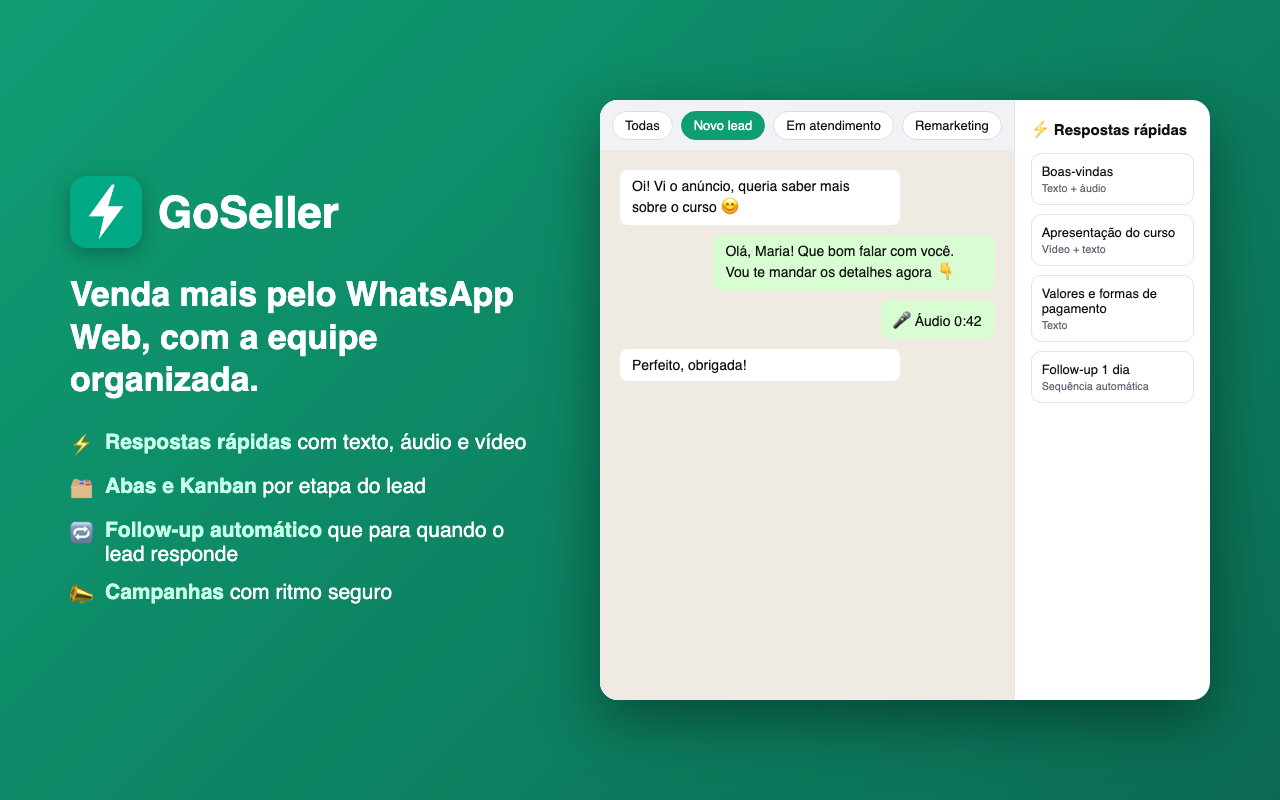 GoSeller
Venda mais pelo WhatsApp
Web, com a equipe
organizada.
⚡ Respostas rápidas com texto, áudio e vídeo
🗂️ Abas e Kanban por etapa do lead
🔁 Follow-up automático que para quando o
lead responde
📣 Campanhas com ritmo seguro
Todas
Novo lead
Em atendimento
Remarketing
Oi! Vi o anúncio, queria saber mais
sobre o curso 😊
Olá, Maria! Que bom falar com você.
Vou te mandar os detalhes agora 👇
🎤 Áudio 0:42
Perfeito, obrigada!
⚡ Respostas rápidas
Boas-vindas
Texto + áudio
Apresentação do curso
Vídeo + texto
Valores e formas de
pagamento
Texto
Follow-up 1 dia
Sequência automática